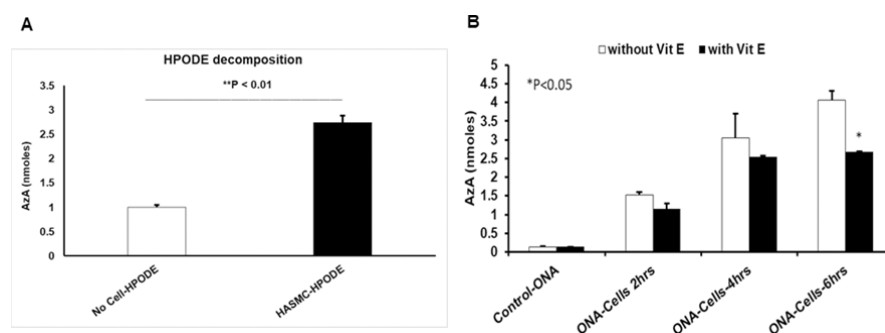 A
HPODE decomposition
**P < 0.01
3.5
3
2.5
2
1.5
1
0.5
0
AzA (nmoles)
No Cell-HPODE
HASMC-HPODE
B
without Vit E
with Vit E
*P<0.05
5
4.5
4
3.5
3
2.5
2
1.5
1
0.5
0
AzA (nmoles)
*
Control-ONA
ONA-Cells 2hrs
ONA-Cells-4hrs
ONA-Cells-6hrs